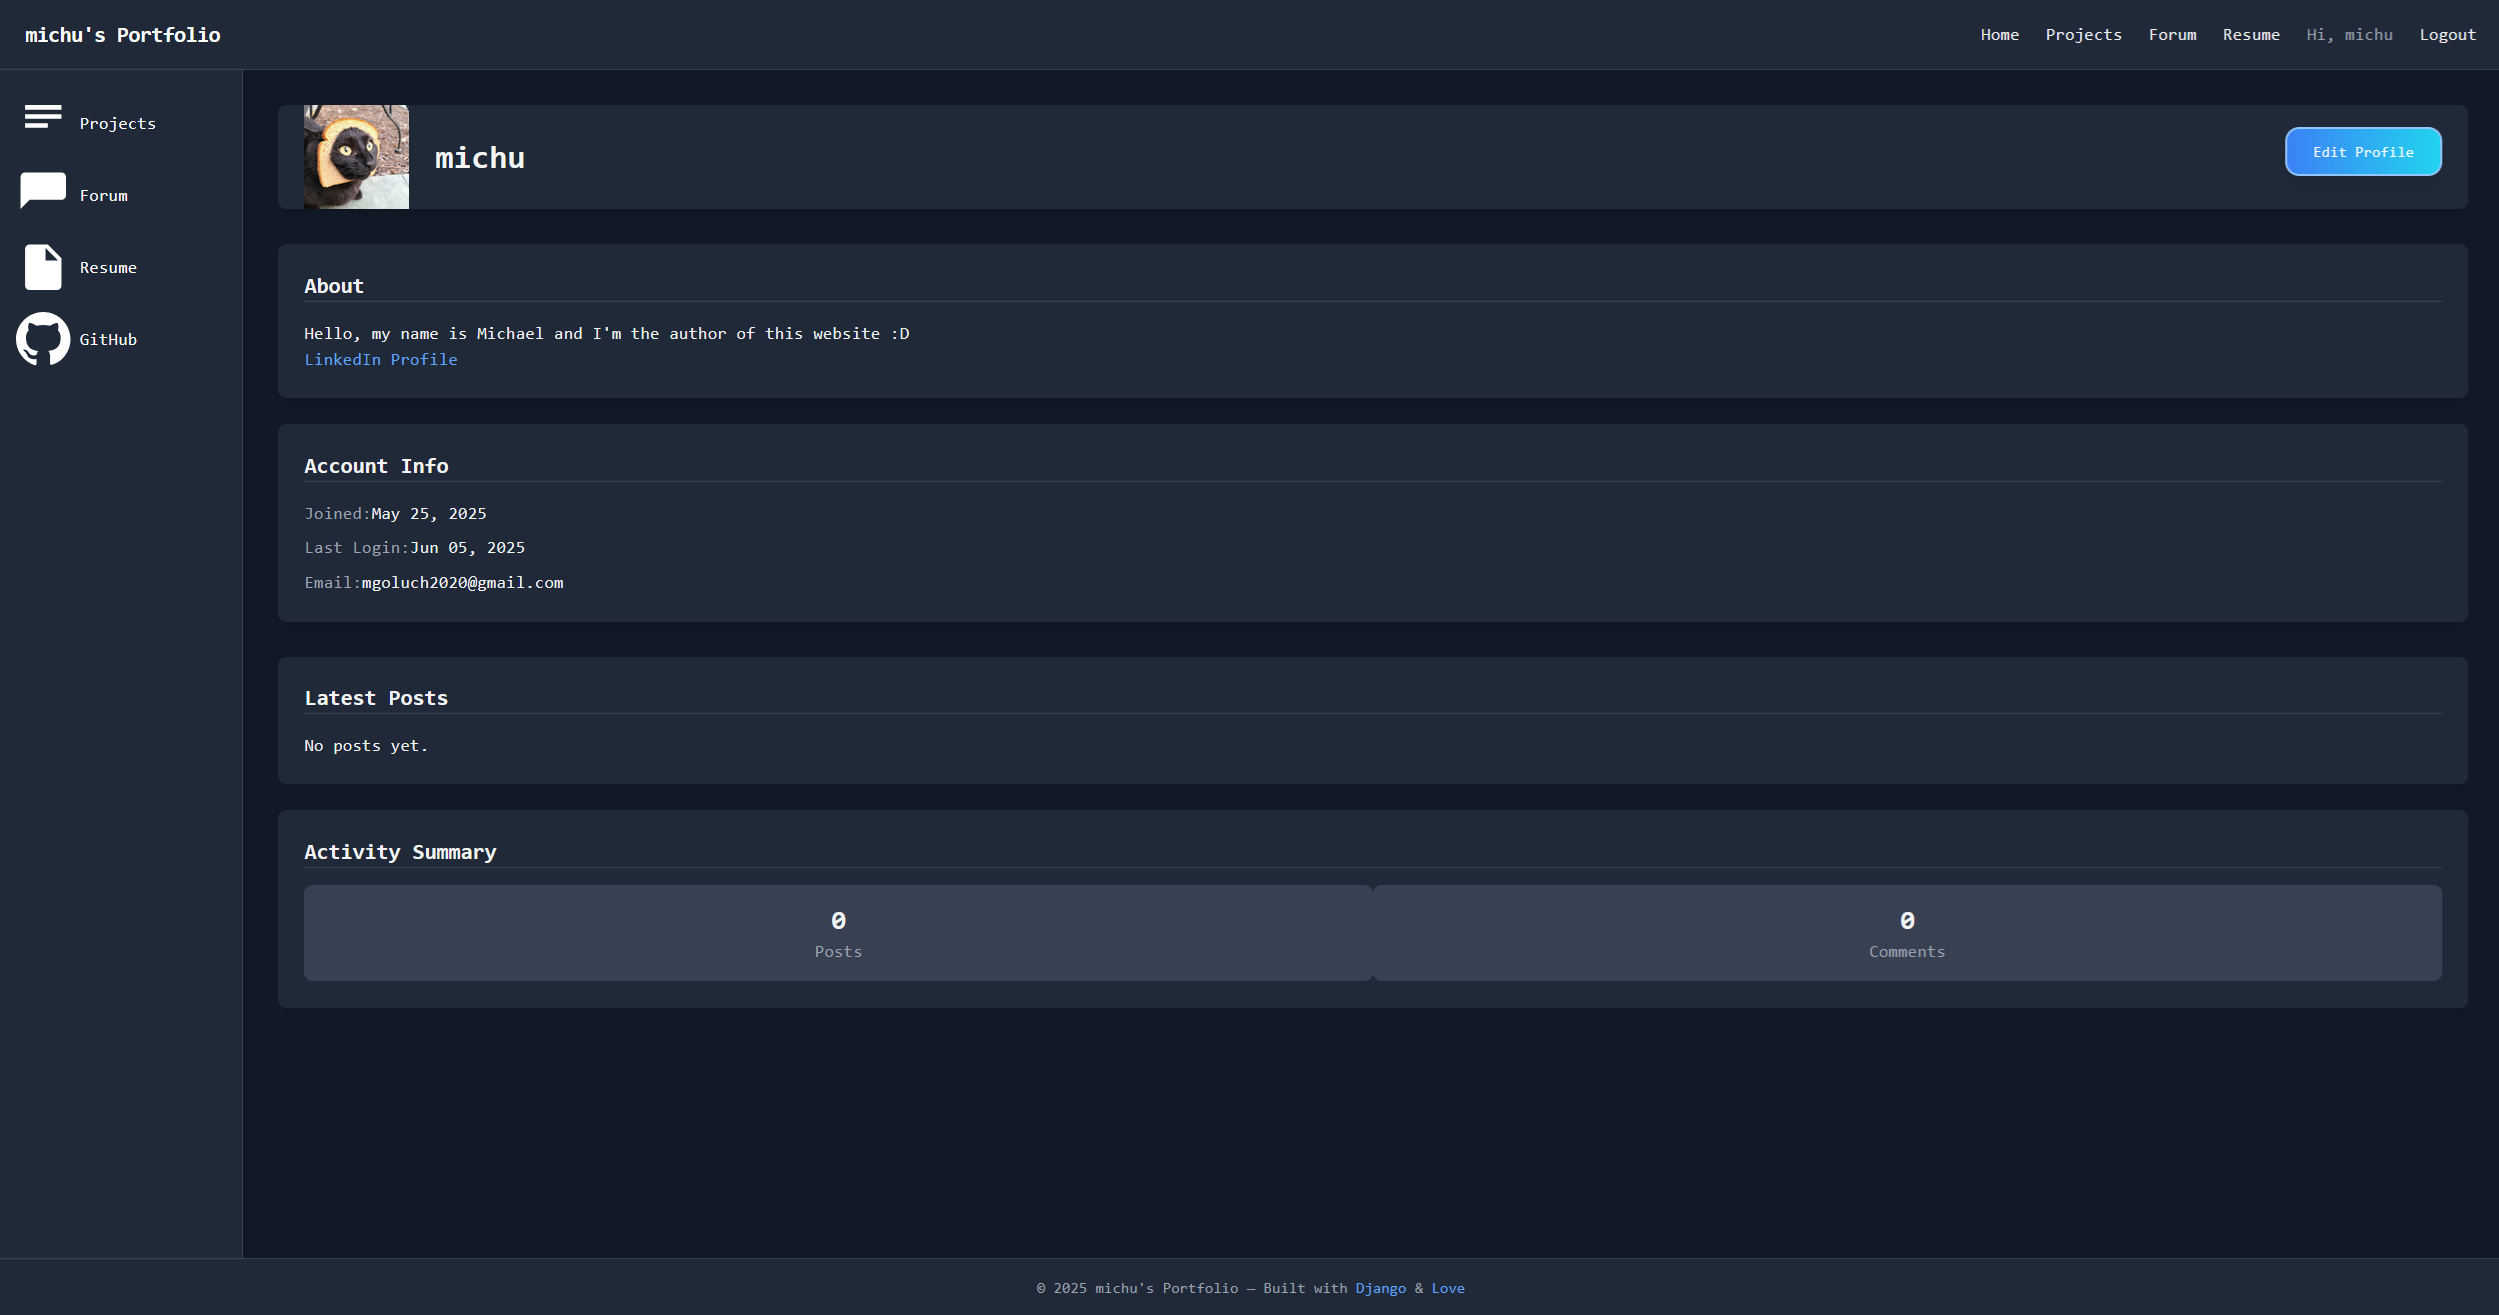 michu's Portfolio
Home Projects Forum Resume Hi, michu Logout
Projects
Forum
Resume
GitHub
michu
Edit Profile
About
Hello, my name is Michael and I'm the author of this website :D
LinkedIn Profile
Account Info
Joined:May 25, 2025
Last Login:Jun 05, 2025
Email:mgoluch2020@gmail.com
Latest Posts
No posts yet.
Activity Summary
0
Posts
0
Comments
© 2025 michu's Portfolio — Built with Django & Love